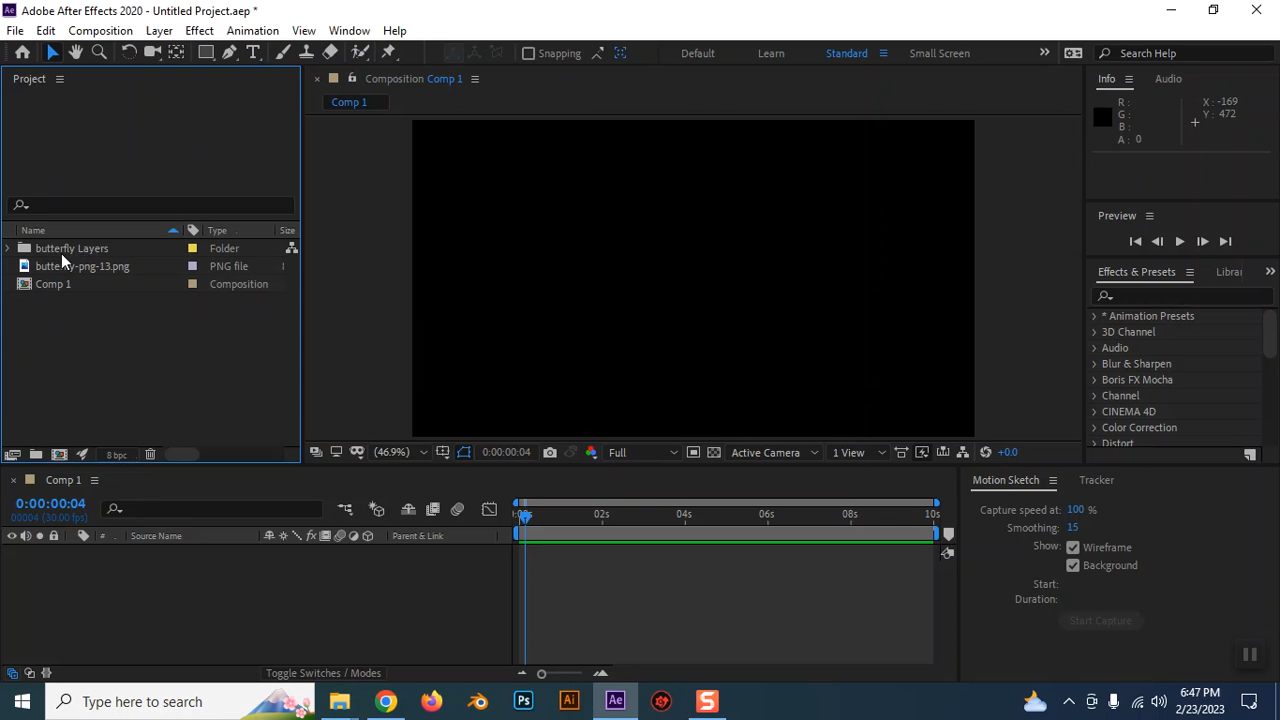 Adobe After Effects 2020 - Untitled Project.aep *
File Edit Composition Layer Effect Animation View Window Help
Snapping Default Learn Standard Small Screen Search Help
Project
Composition Comp 1
Info Audio
Comp 1
R :
G :
B :
A : 0
X : -169
Y : 472
Preview
Name Type Size
butterfly Layers Folder
butterfly-png-13.png PNG file
Comp 1 Composition
Effects & Presets Librai
* Animation Presets
3D Channel
Audio
Blur & Sharpen
Boris FX Mocha
Channel
CINEMA 4D
Color Correction
Distort
8 bpc (46.9%) 0:00:00:04 Full Active Camera 1 View +0.0
Comp 1
Motion Sketch Tracker
0:00:00:04
00004 (30.00 fps)
02s 04s 06s 08s 10s
Capture speed at: 100 %
Smoothing: 15
# Source Name Parent & Link
Show: Wireframe
Background
Start:
Duration:
Start Capture
Toggle Switches / Modes
Type here to search
6:47 PM
2/23/2023